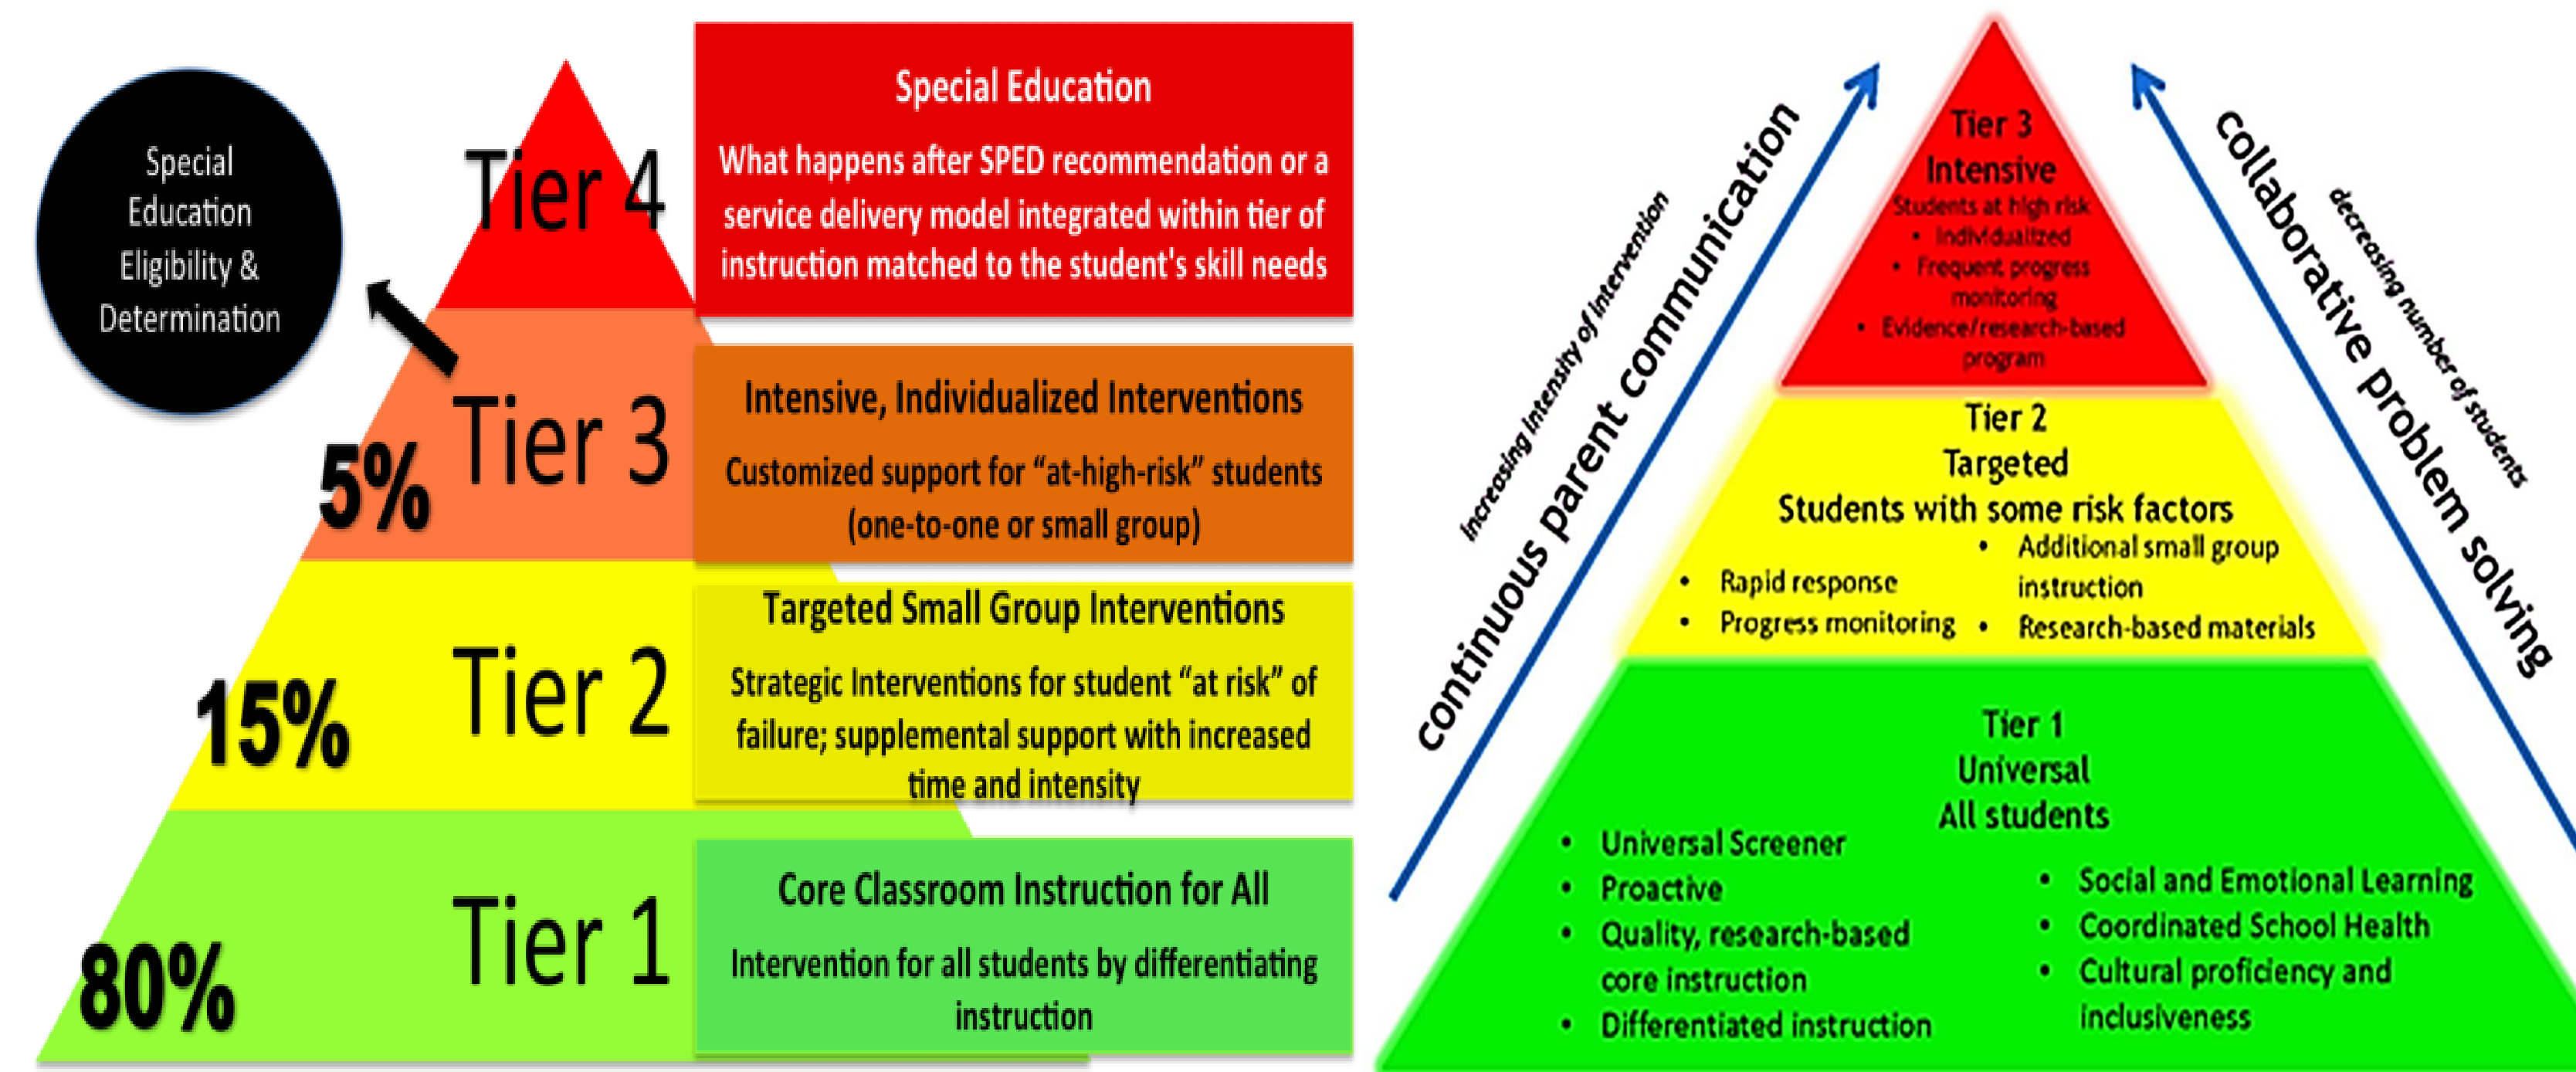 Special
Education
Eligibility &
Determination
Tier 4
Special Education
What happens after SPED recommendation or a
service delivery model integrated within tier of
instruction matched to the student's skill needs
5%
Tier 3
Intensive, Individualized Interventions
Customized support for “at-high-risk” students
(one-to-one or small group)
15%
Tier 2
Targeted Small Group Interventions
Strategic Interventions for student “at risk” of
failure; supplemental support with increased
time and intensity
80%
Tier 1
Core Classroom Instruction for All
Intervention for all students by differentiating
instruction
Increasing intensity of intervention
continuous parent communication
collaborative problem solving
decreasing number of students
Tier 3
Intensive
Students at high risk
• Individualized
• Frequent progress
monitoring
• Evidence/research-based
program
Tier 2
Targeted
Students with some risk factors
• Rapid response
• Progress monitoring
• Additional small group
instruction
• Research-based materials
Tier 1
Universal
All students
• Universal Screener
• Proactive
• Quality, research-based
core instruction
• Differentiated instruction
• Social and Emotional Learning
• Coordinated School Health
• Cultural proficiency and
inclusiveness